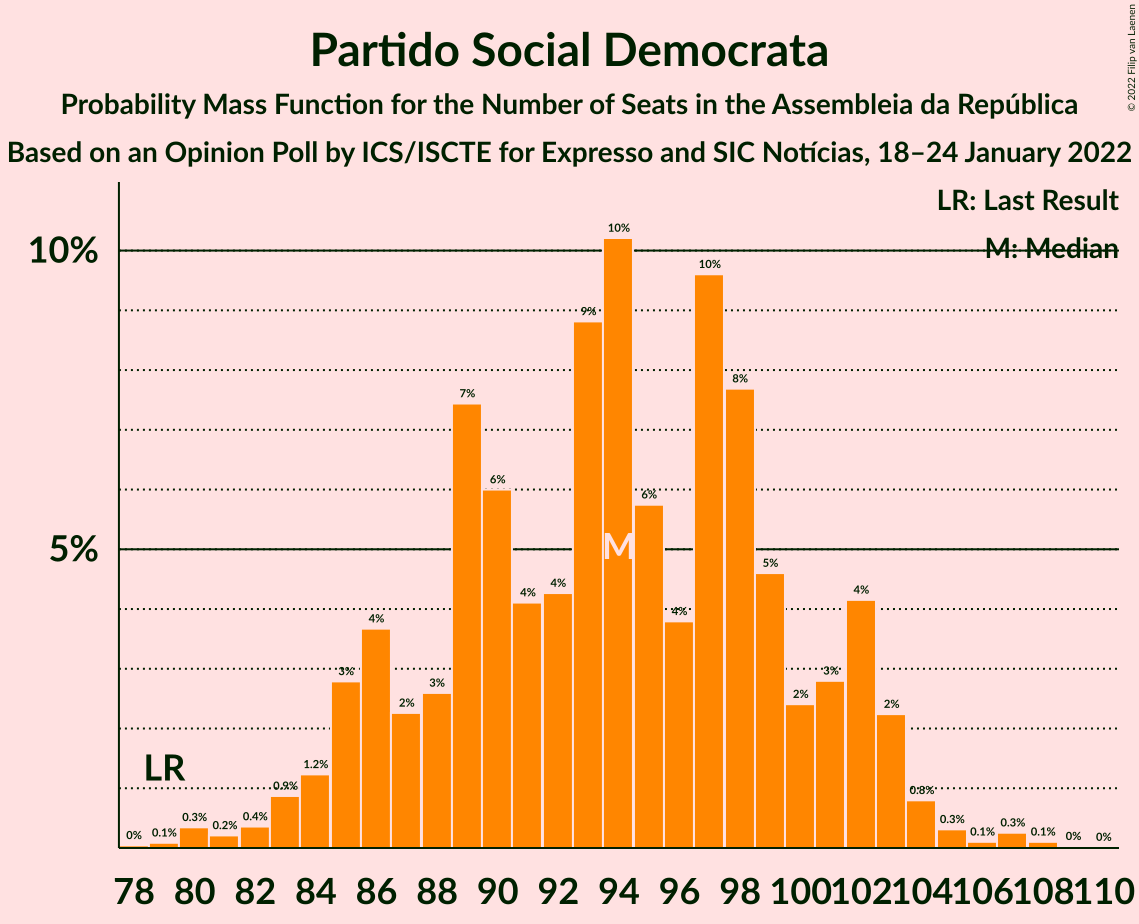 Partido Social Democrata
Probability Mass Function for the Number of Seats in the Assembleia da República
Based on an Opinion Poll by ICS/ISCTE for Expresso and SIC Notícias, 18–24 January 2022
© 2022 Filip van Laenen
LR: Last Result
M: Median
10%
5%
0% 0.1% 0.3% 0.2% 0.4% 0.9% 1.2% 3% 4% 2% 3% 7% 6% 4% 4% 9% 10% 6% 4% 10% 8% 5% 2% 3% 4% 2% 0.8% 0.3% 0.1% 0.3% 0.1% 0% 0%
M
LR
78 80 82 84 86 88 90 92 94 96 98 100 102 104 106 108 110